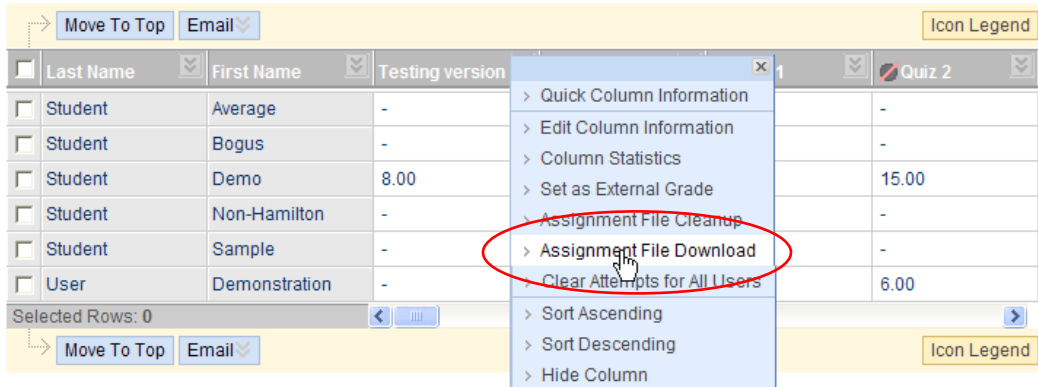 Move To Top Email Icon Legend
Last Name First Name Testing version 1 Quiz 2
Quick Column Information
Student Average - -
Edit Column Information
Student Bogus - -
Column Statistics
Student Demo 8.00 15.00
Set as External Grade
Student Non-Hamilton - -
Assignment File Cleanup
Student Sample - -
Assignment File Download
User Demonstration - 6.00
Clear Attempts for All Users
Selected Rows: 0
Sort Ascending
Move To Top Email Icon Legend
Sort Descending
Hide Column